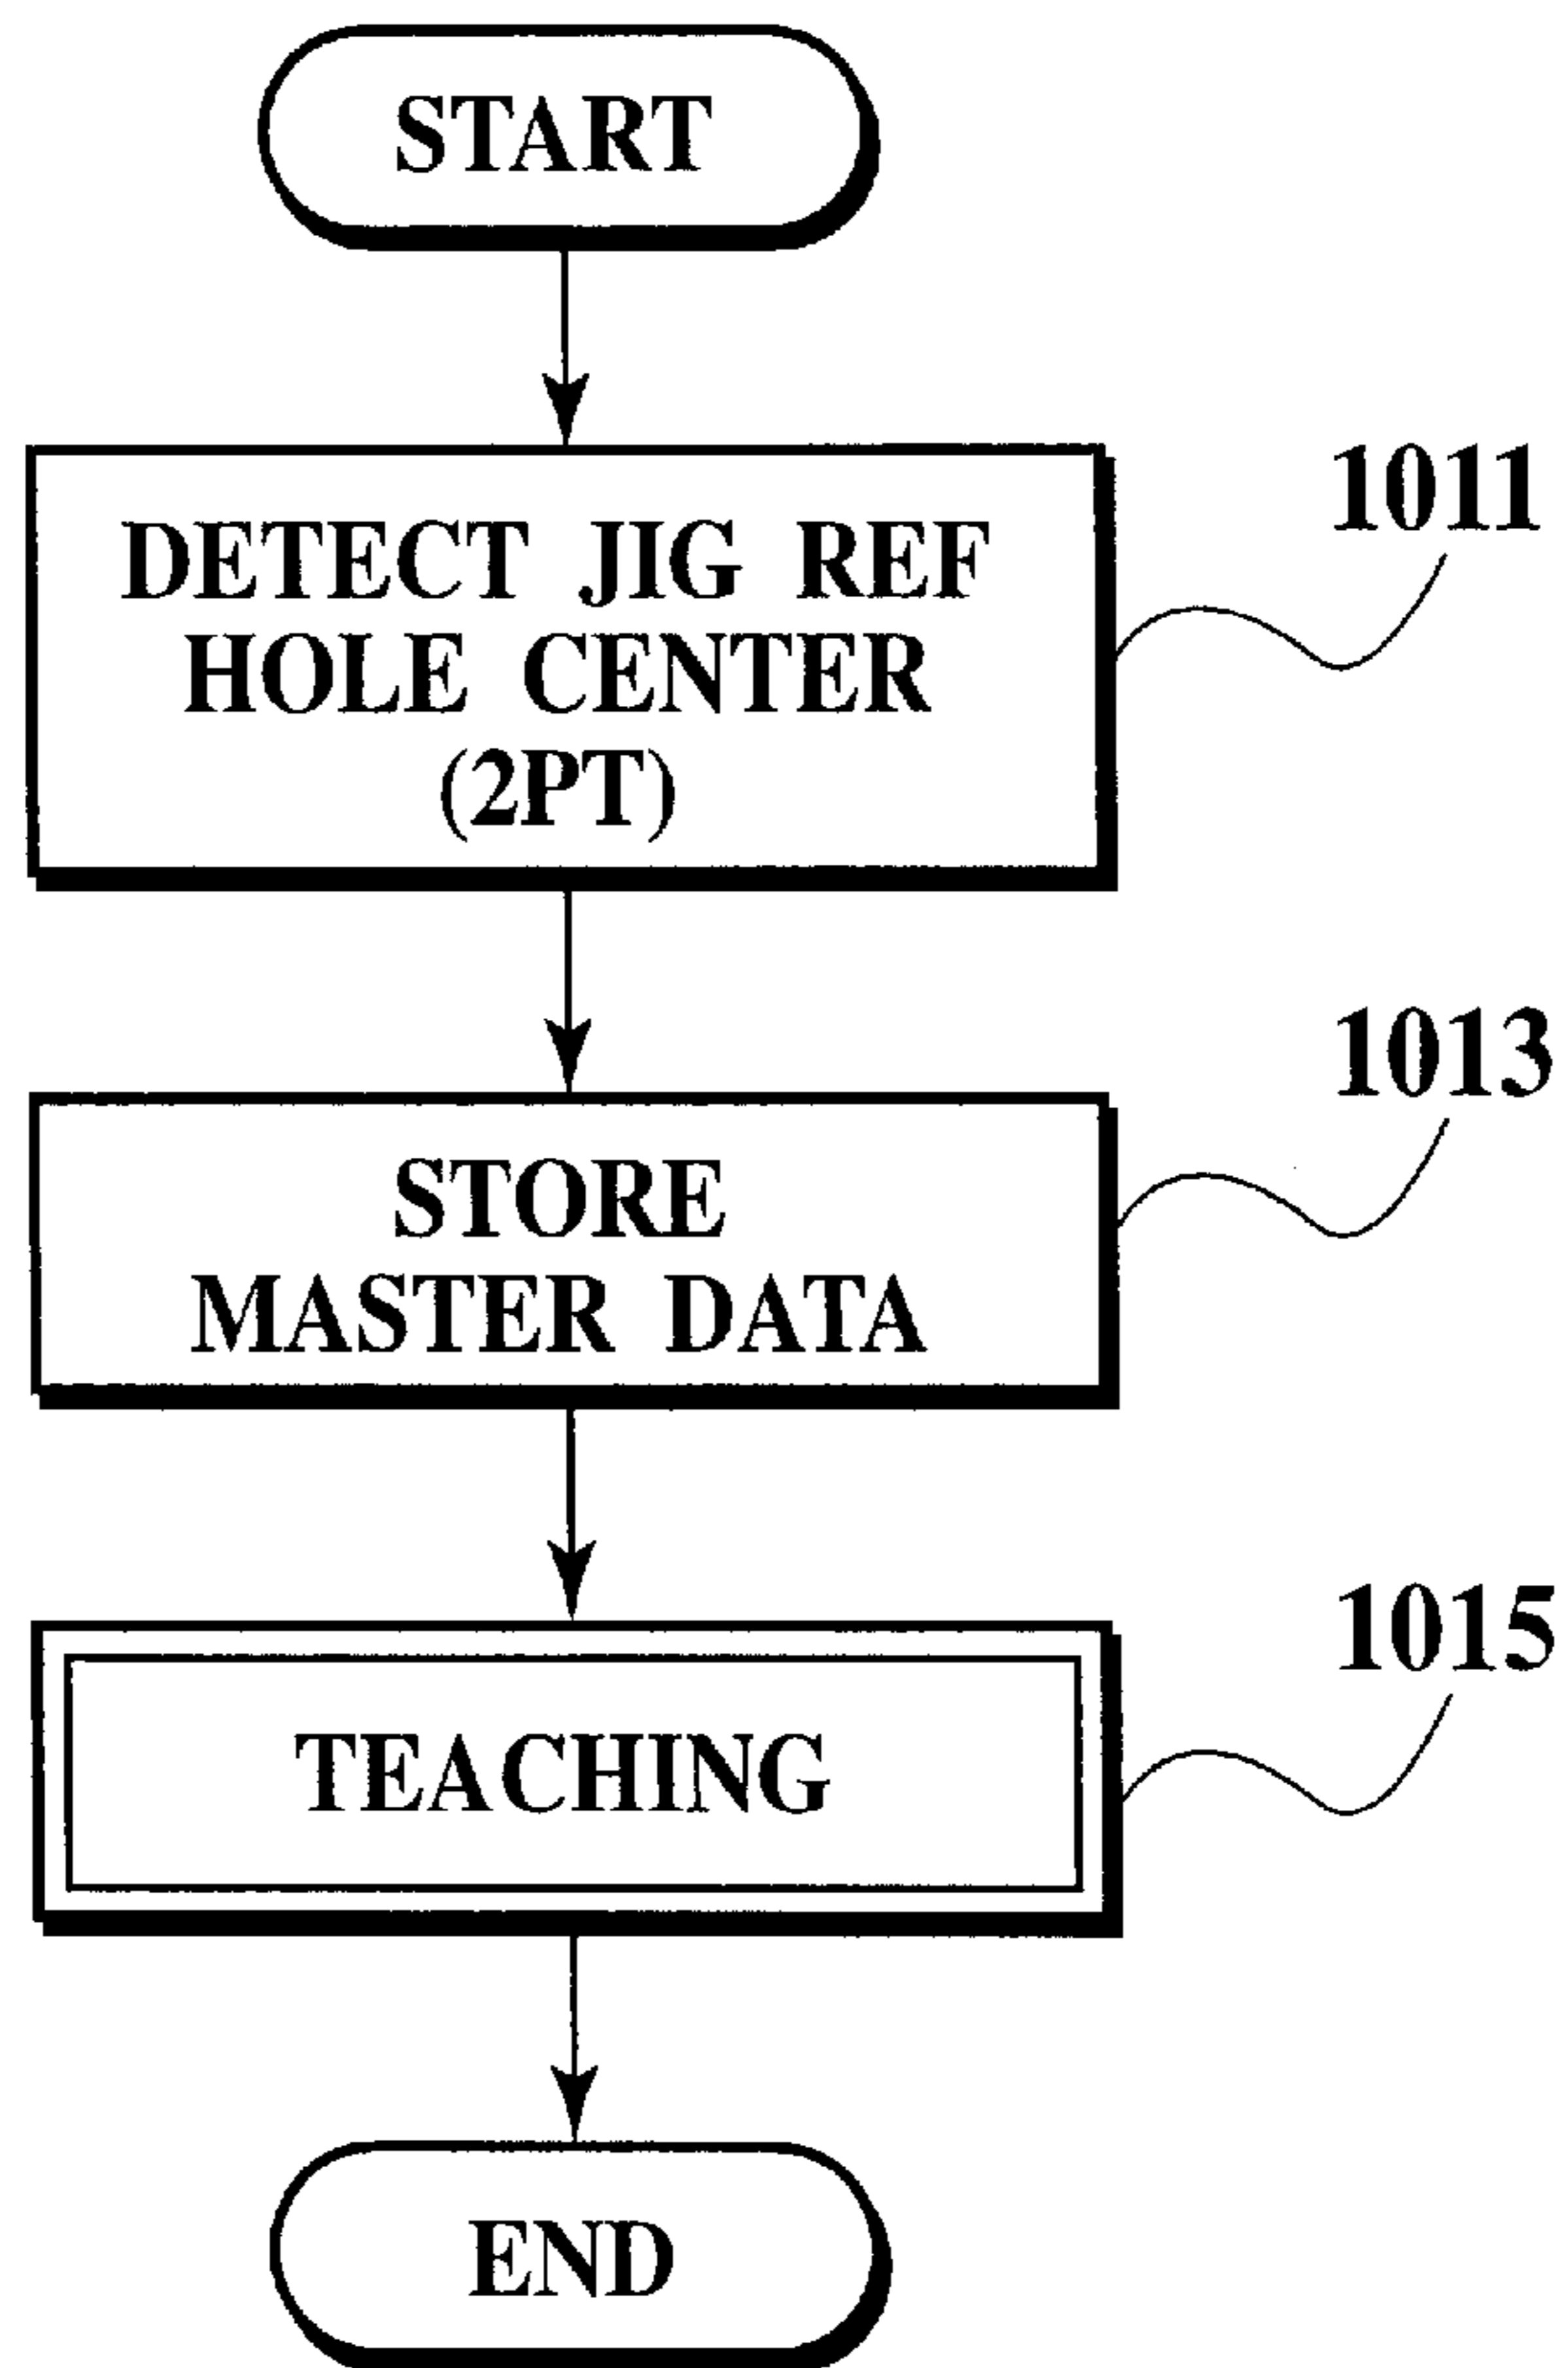 START
1011
DETECT JIG REF
HOLE CENTER
(2PT)
1013
STORE
MASTER DATA
1015
TEACHING
END